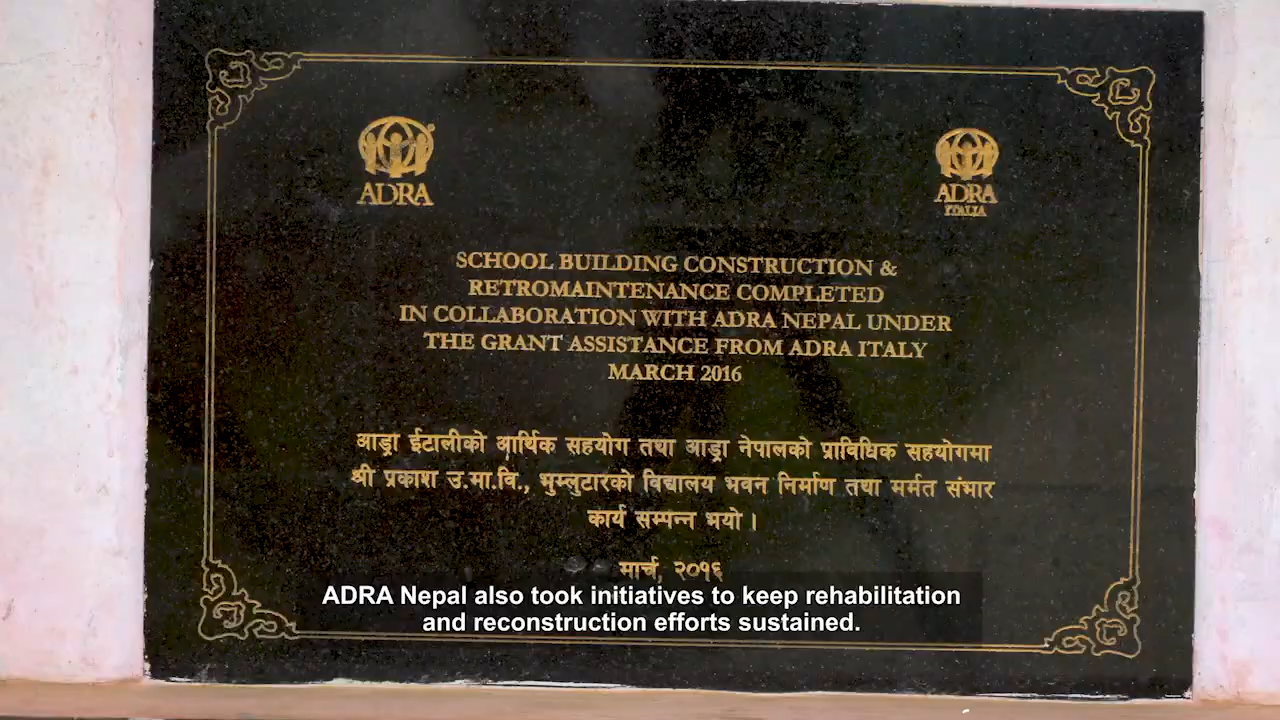 ADRA
ADRA
ITALIA
SCHOOL BUILDING CONSTRUCTION &
RETROMAINTENANCE COMPLETED
IN COLLABORATION WITH ADRA NEPAL UNDER
THE GRANT ASSISTANCE FROM ADRA ITALY
MARCH 2016
आड्रा ईटालीको आर्थिक सहयोग तथा आड्रा नेपालको प्राविधिक सहयोगमा
श्री प्रकाश उ.मा.वि., भुम्लुटारको विद्यालय भवन निर्माण तथा मर्मत संभार
कार्य सम्पन्न भयो ।
मार्च, २०१६
ADRA Nepal also took initiatives to keep rehabilitation
and reconstruction efforts sustained.